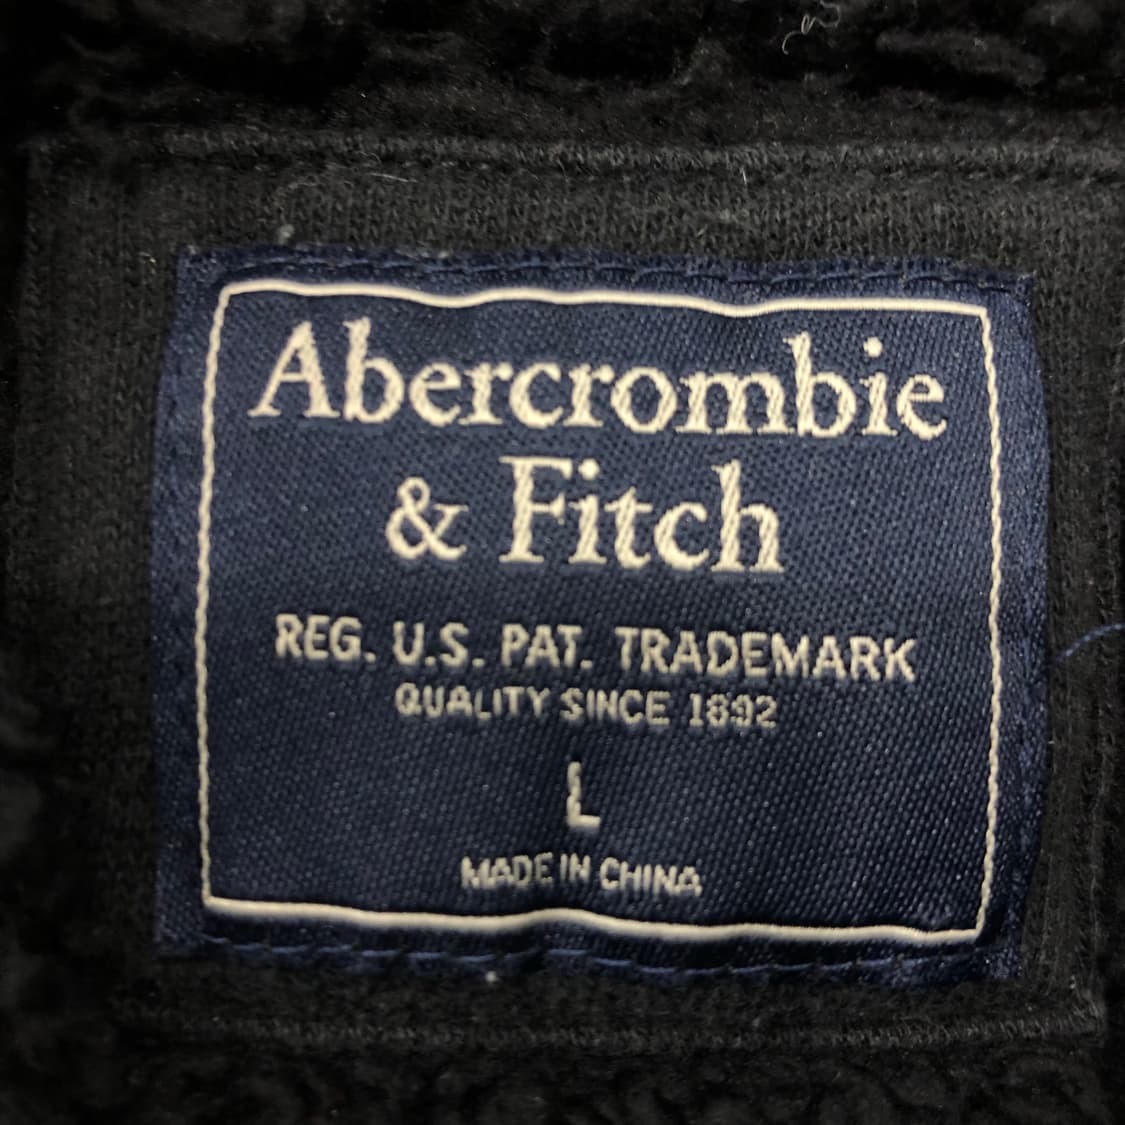 Abercrombie
& Fitch
REG. U.S. PAT. TRADEMARK
QUALITY SINCE 1892
L
MADE IN CHINA